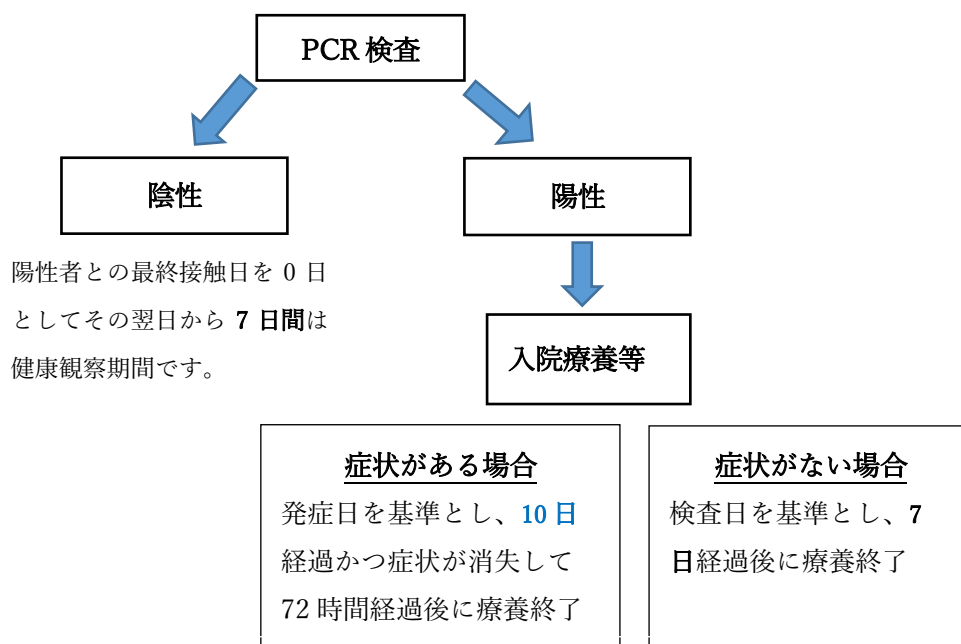 PCR 検査
陰性
陽性
陽性者との最終接触日を 0 日
としてその翌日から 7 日間は
健康観察期間です。
入院療養等
症状がある場合
発症日を基準とし、10 日
経過かつ症状が消失して
72 時間経過後に療養終了
症状がない場合
検査日を基準とし、7
日経過後に療養終了